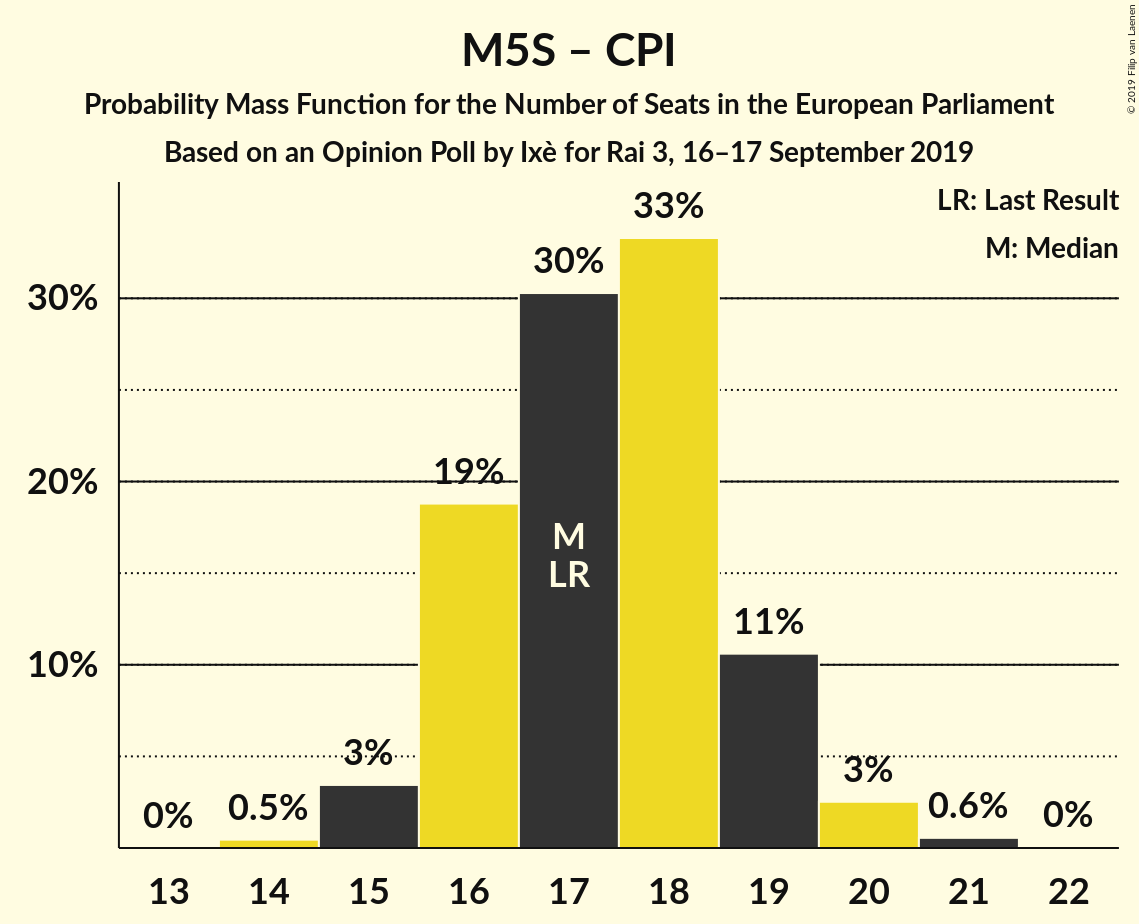 M5S – CPI
Probability Mass Function for the Number of Seats in the European Parliament
Based on an Opinion Poll by Ixè for Rai 3, 16–17 September 2019
© 2019 Filip van Laenen
LR: Last Result
M: Median
30%
20%
10%
0%
0.5%
3%
19%
30%
33%
11%
3%
0.6%
0%
M
LR
13 14 15 16 17 18 19 20 21 22